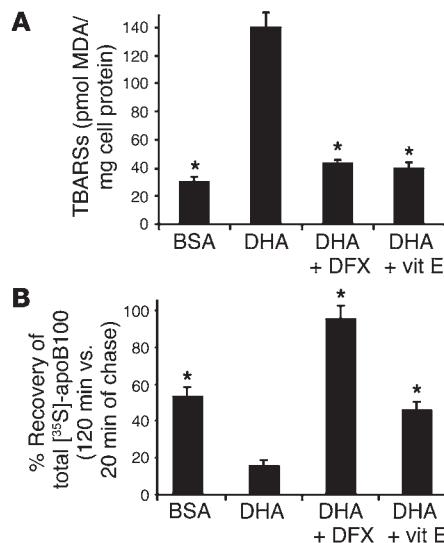 A
TBARSs (pmol MDA/
mg cell protein)
140
120
100
80
60
40
20
0
*
*
*
BSA
DHA
DHA
+ DFX
DHA
+ vit E
B
% Recovery of
total [³⁵S]-apoB100
(120 min vs.
20 min of chase)
100
80
60
40
20
0
*
*
*
BSA
DHA
DHA
+ DFX
DHA
+ vit E